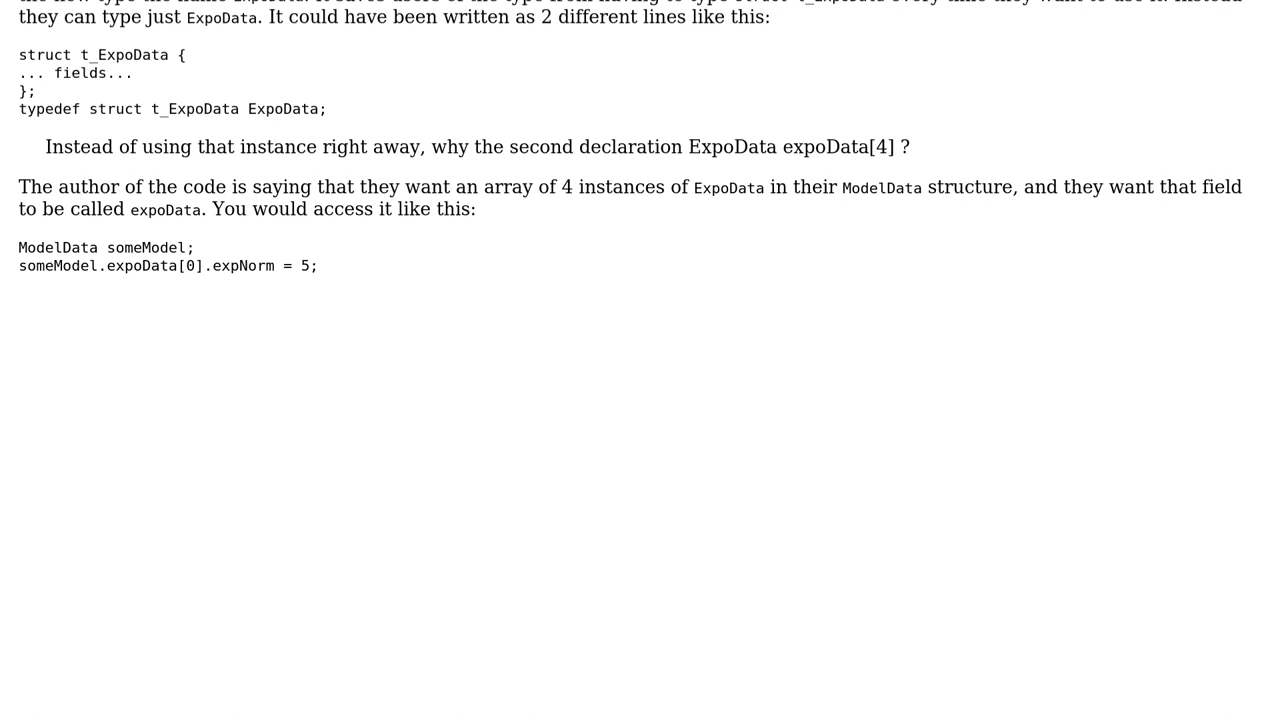 they can type just ExpoData. It could have been written as 2 different lines like this:
struct t_ExpoData {
... fields...
};
typedef struct t_ExpoData ExpoData;
Instead of using that instance right away, why the second declaration ExpoData expoData[4] ?
The author of the code is saying that they want an array of 4 instances of ExpoData in their ModelData structure, and they want that field
to be called expoData. You would access it like this:
ModelData someModel;
someModel.expoData[0].expNorm = 5;